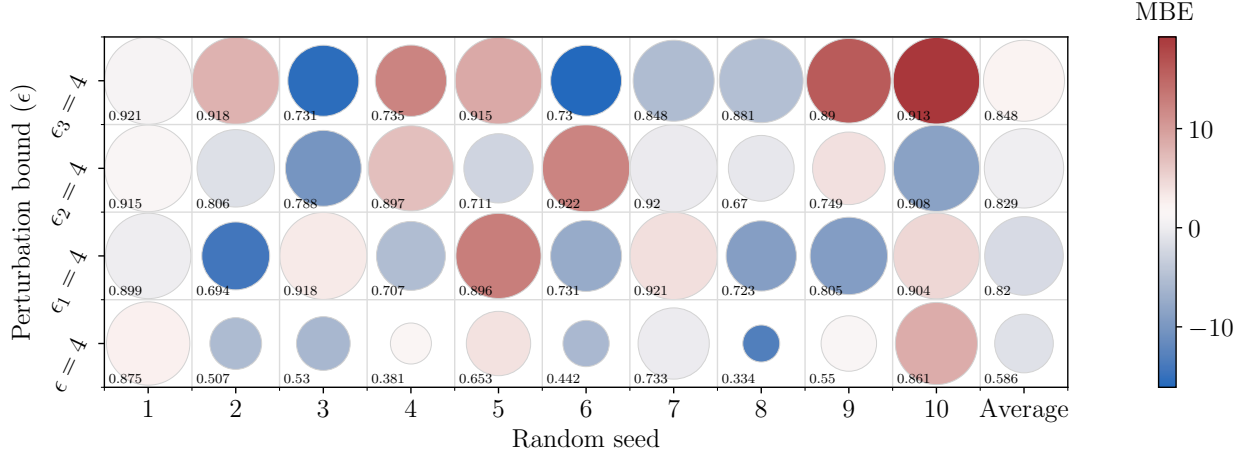 MBE
Perturbation bound (ϵ)
ϵ₃ = 4
0.921 0.918 0.731 0.735 0.915 0.73 0.848 0.881 0.89 0.913 0.848
ϵ₂ = 4
0.915 0.806 0.788 0.897 0.711 0.922 0.92 0.67 0.749 0.908 0.829
ϵ₁ = 4
0.899 0.694 0.918 0.707 0.896 0.731 0.921 0.723 0.805 0.904 0.82
ϵ = 4
0.875 0.507 0.53 0.381 0.653 0.442 0.733 0.334 0.55 0.861 0.586
1 2 3 4 5 6 7 8 9 10 Average
Random seed
10
0
−10